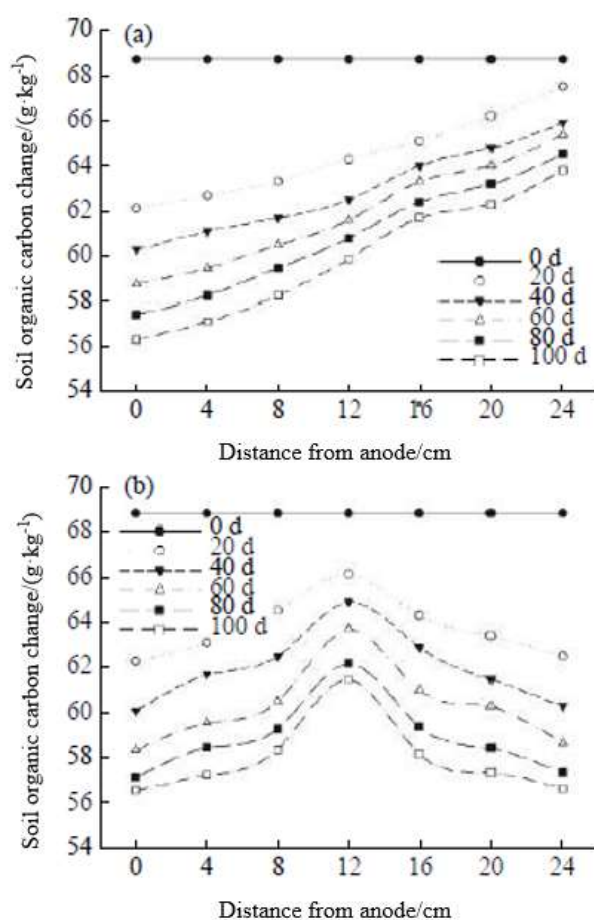 (a)
Soil organic carbon change/(g·kg⁻¹)
70
68
66
64
62
60
58
56
54
0 d
20 d
40 d
60 d
80 d
100 d
0 4 8 12 16 20 24
Distance from anode/cm
(b)
Soil organic carbon change/(g·kg⁻¹)
70
68
66
64
62
60
58
56
54
0 d
20 d
40 d
60 d
80 d
100 d
0 4 8 12 16 20 24
Distance from anode/cm